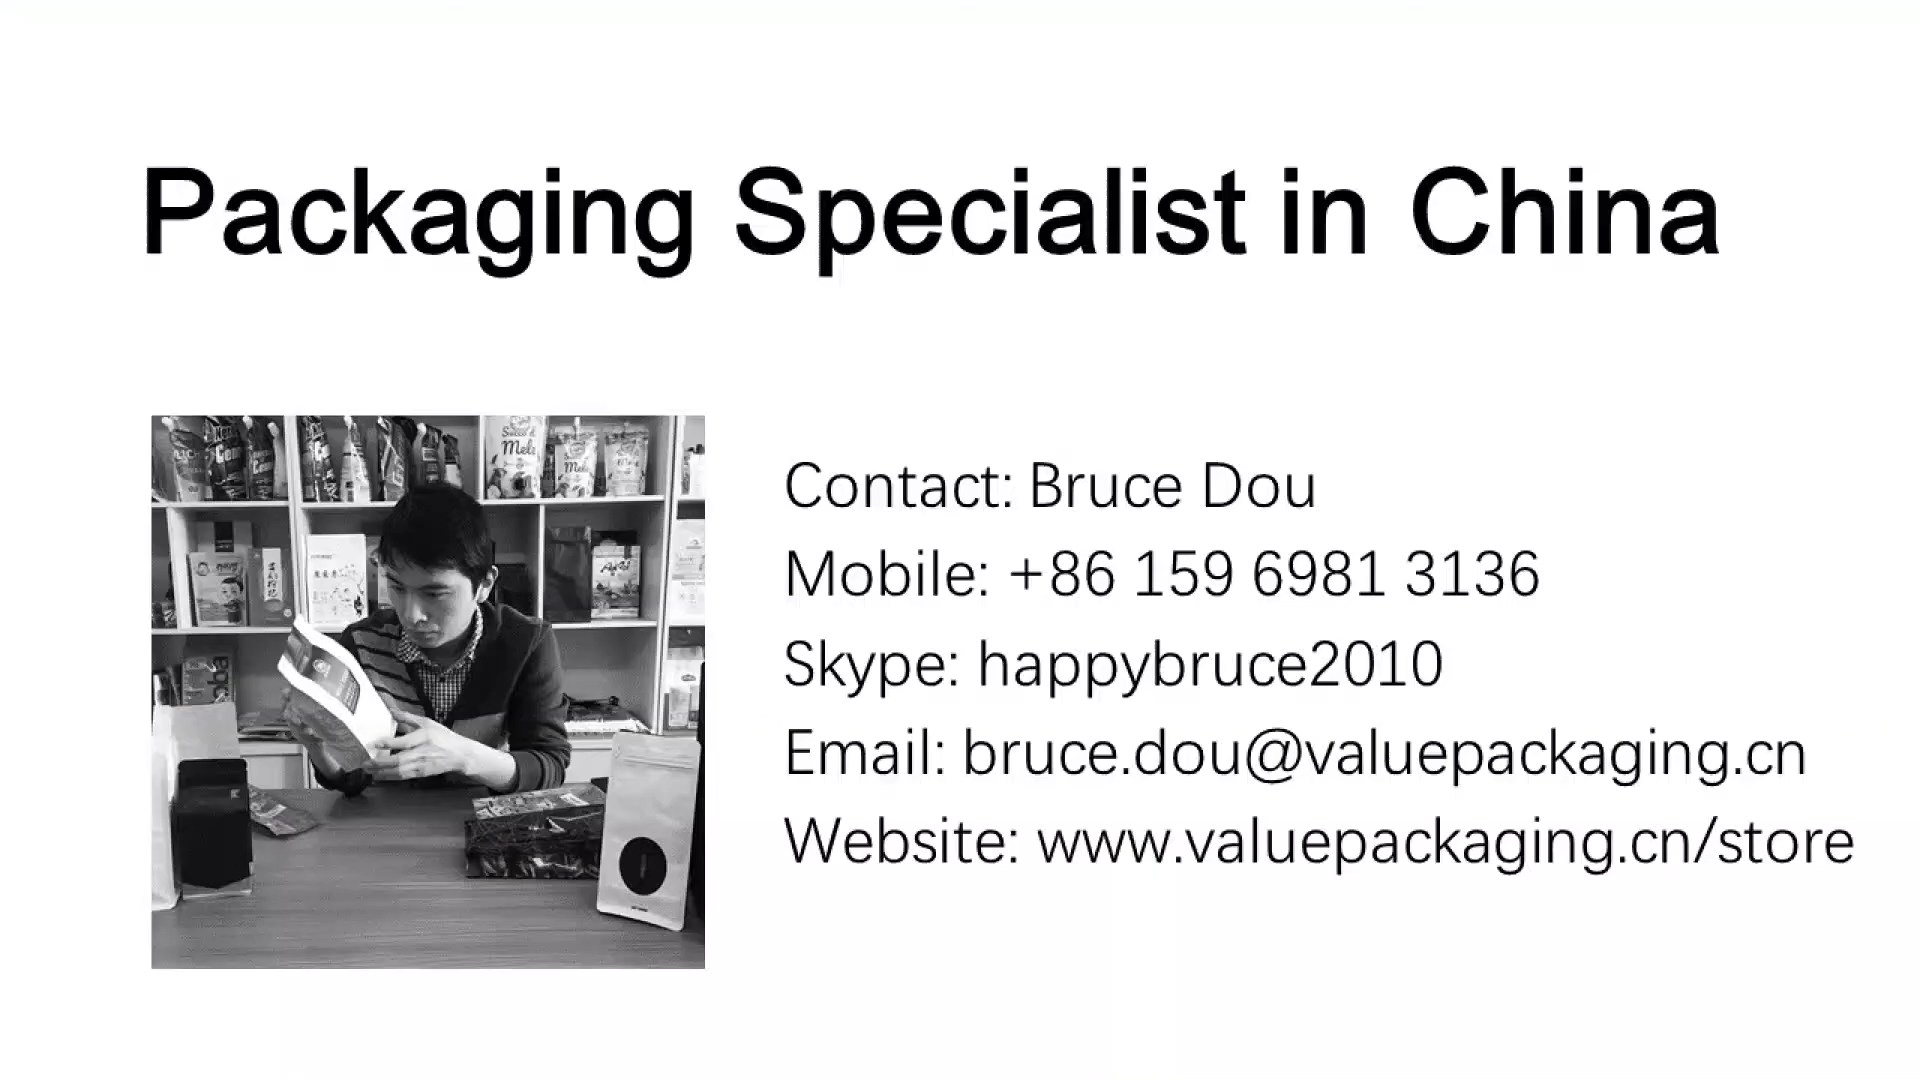 Packaging Specialist in China
Contact: Bruce Dou
Mobile: +86 159 6981 3136
Skype: happybruce2010
Email: bruce.dou@valuepackaging.cn
Website: www.valuepackaging.cn/store